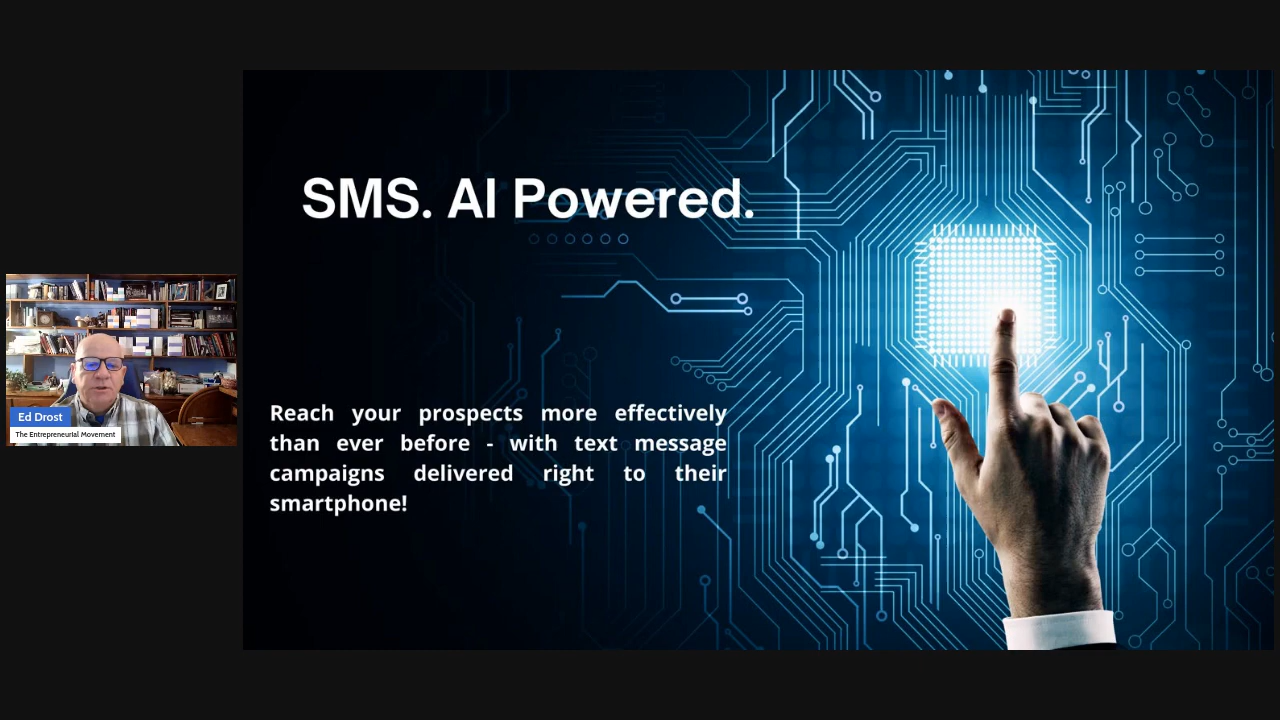 SMS. AI Powered.
Reach your prospects more effectively
than ever before - with text message
campaigns delivered right to their
smartphone!
Ed Drost
The Entrepreneurial Movement